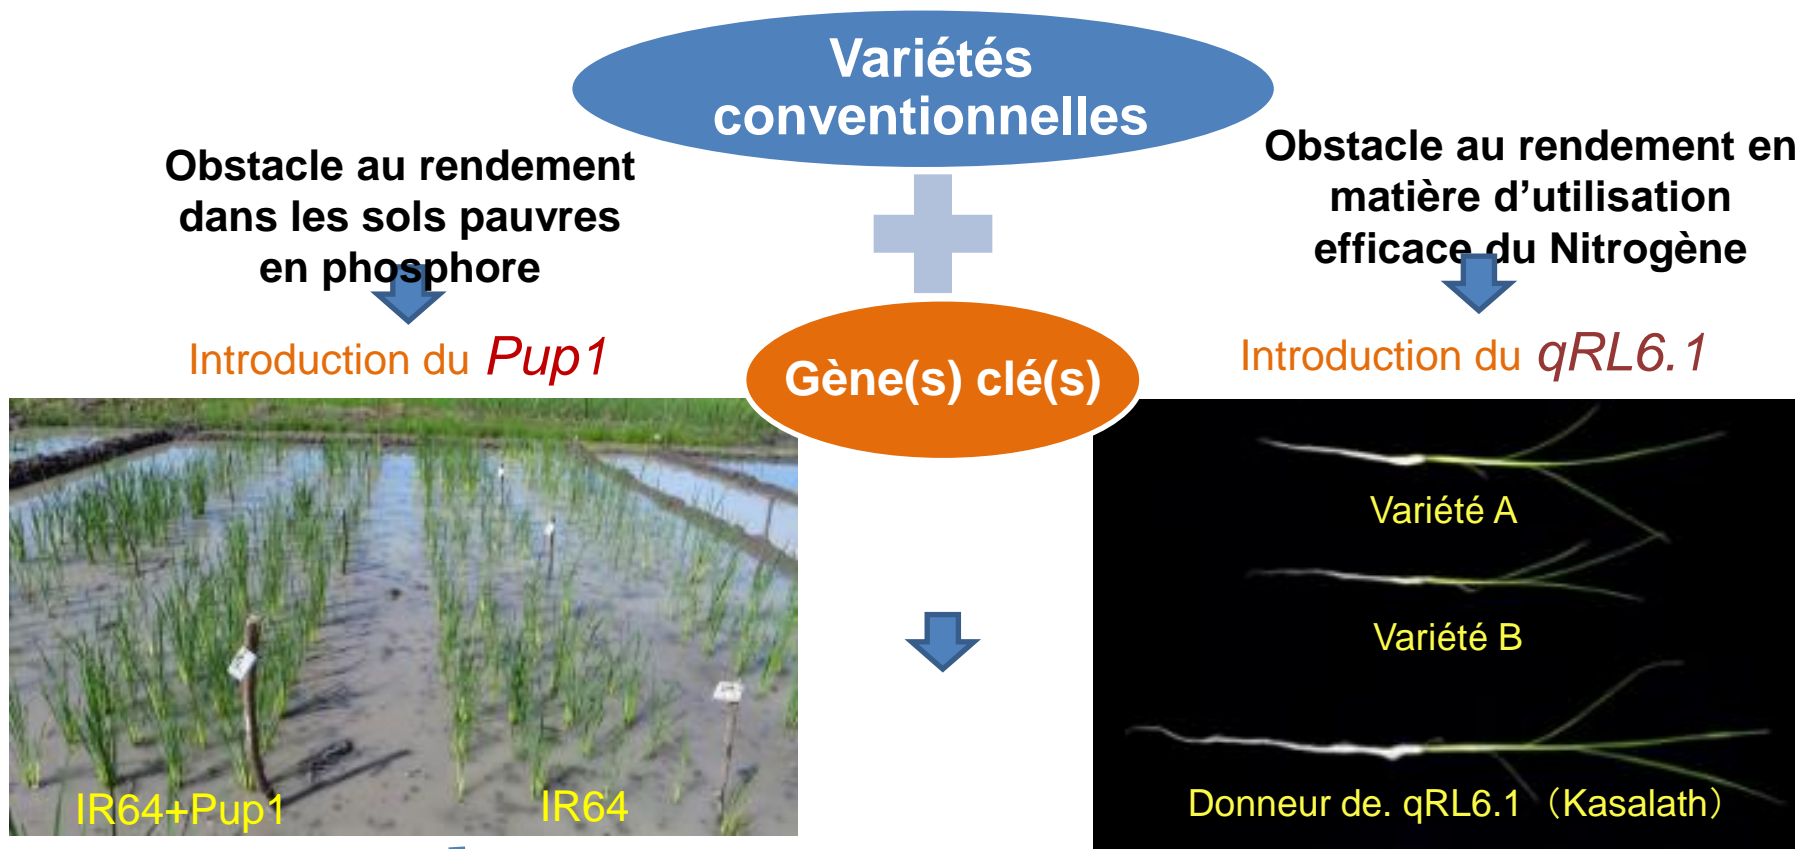 Variétés
conventionnelles
Obstacle au rendement
dans les sols pauvres
en phosphore
Obstacle au rendement en
matière d’utilisation
efficace du Nitrogène
Introduction du Pup1
Gène(s) clé(s)
Introduction du qRL6.1
IR64+Pup1
IR64
Variété A
Variété B
Donneur de. qRL6.1（Kasalath）